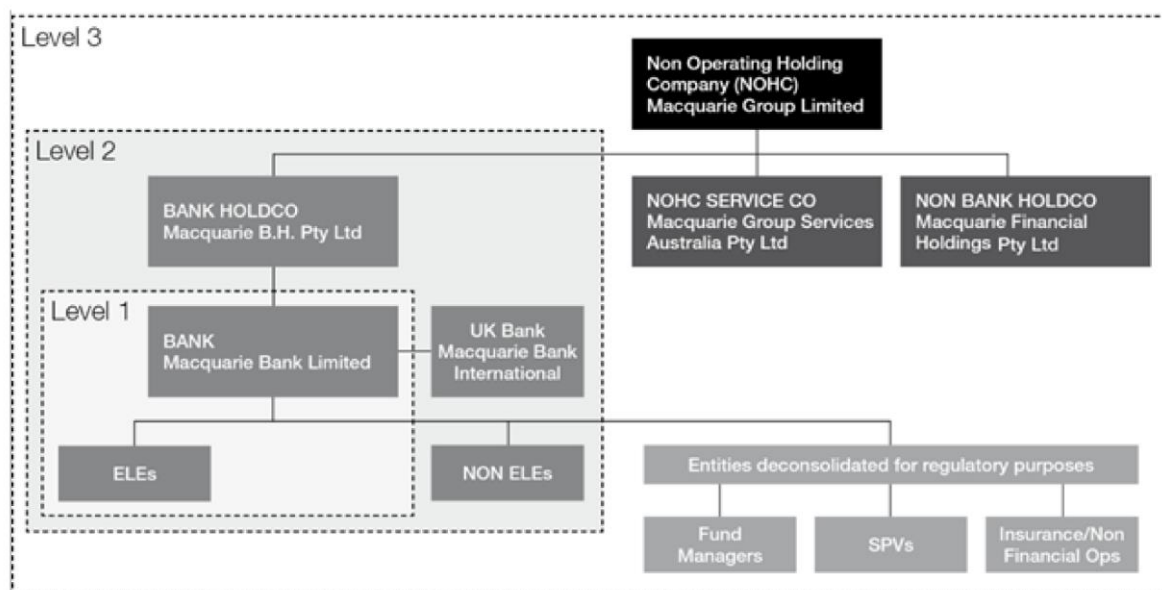 Level 3
Non Operating Holding
Company (NOHC)
Macquarie Group Limited
Level 2
BANK HOLDCO
Macquarie B.H. Pty Ltd
NOHC SERVICE CO
Macquarie Group Services
Australia Pty Ltd
NON BANK HOLDCO
Macquarie Financial
Holdings Pty Ltd
Level 1
BANK
Macquarie Bank Limited
UK Bank
Macquarie Bank
International
ELEs
NON ELEs
Entities deconsolidated for regulatory purposes
Fund
Managers
SPVs
Insurance/Non
Financial Ops